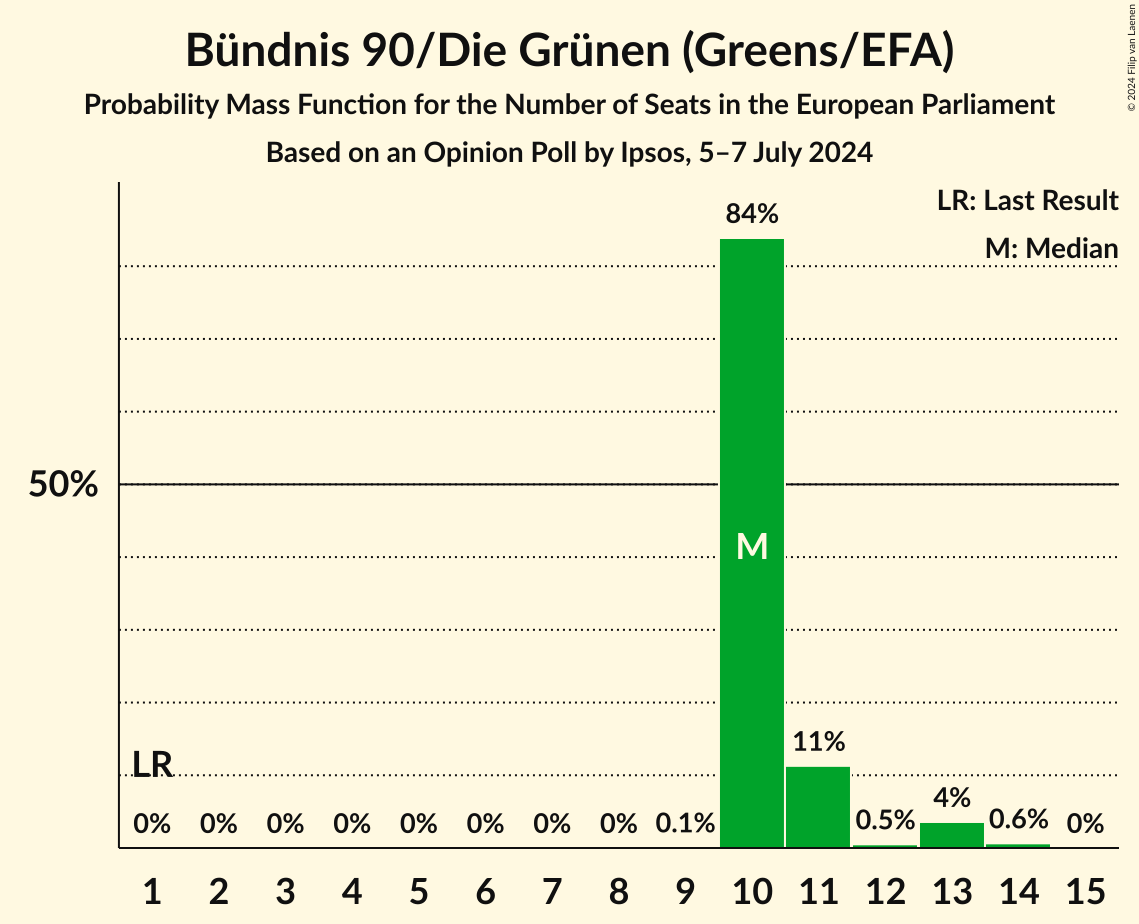 Bündnis 90/Die Grünen (Greens/EFA)
Probability Mass Function for the Number of Seats in the European Parliament
Based on an Opinion Poll by Ipsos, 5–7 July 2024
© 2024 Filip van Laenen
LR: Last Result
M: Median
84%
50%
M
11%
LR
4%
0% 0% 0% 0% 0% 0% 0% 0% 0.1% 0.5% 0.6% 0%
1 2 3 4 5 6 7 8 9 10 11 12 13 14 15